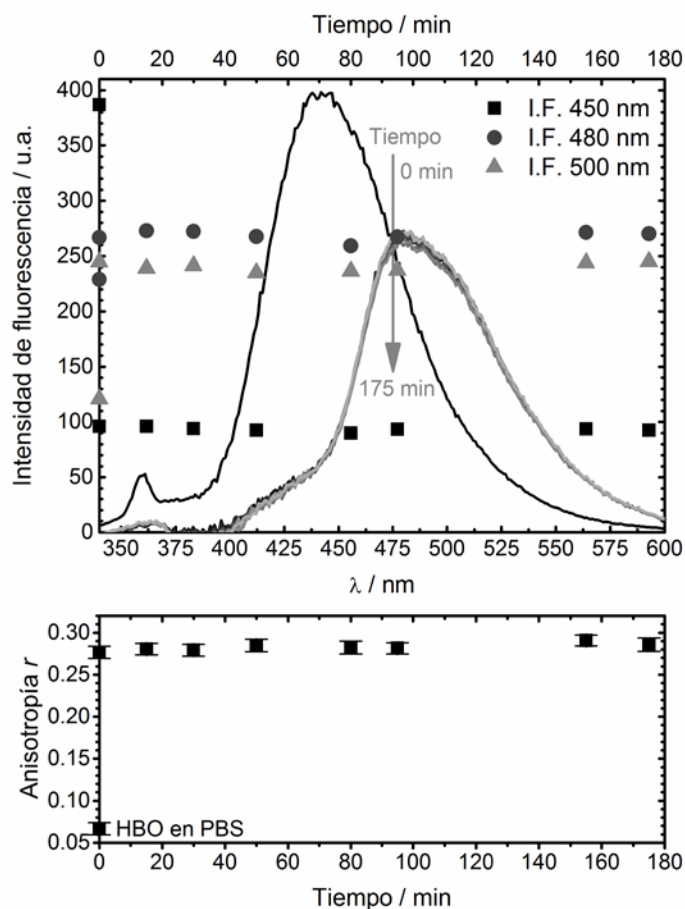 Tiempo / min
0 20 40 60 80 100 120 140 160 180
400
350
300
250
200
150
100
50
0
Intensidad de fluorescencia / u.a.
I.F. 450 nm
I.F. 480 nm
I.F. 500 nm
Tiempo
0 min
175 min
350 375 400 425 450 475 500 525 550 575 600
λ / nm
0.30
0.25
0.20
0.15
0.10
0.05
Anisotropía r
HBO en PBS
0 20 40 60 80 100 120 140 160 180
Tiempo / min